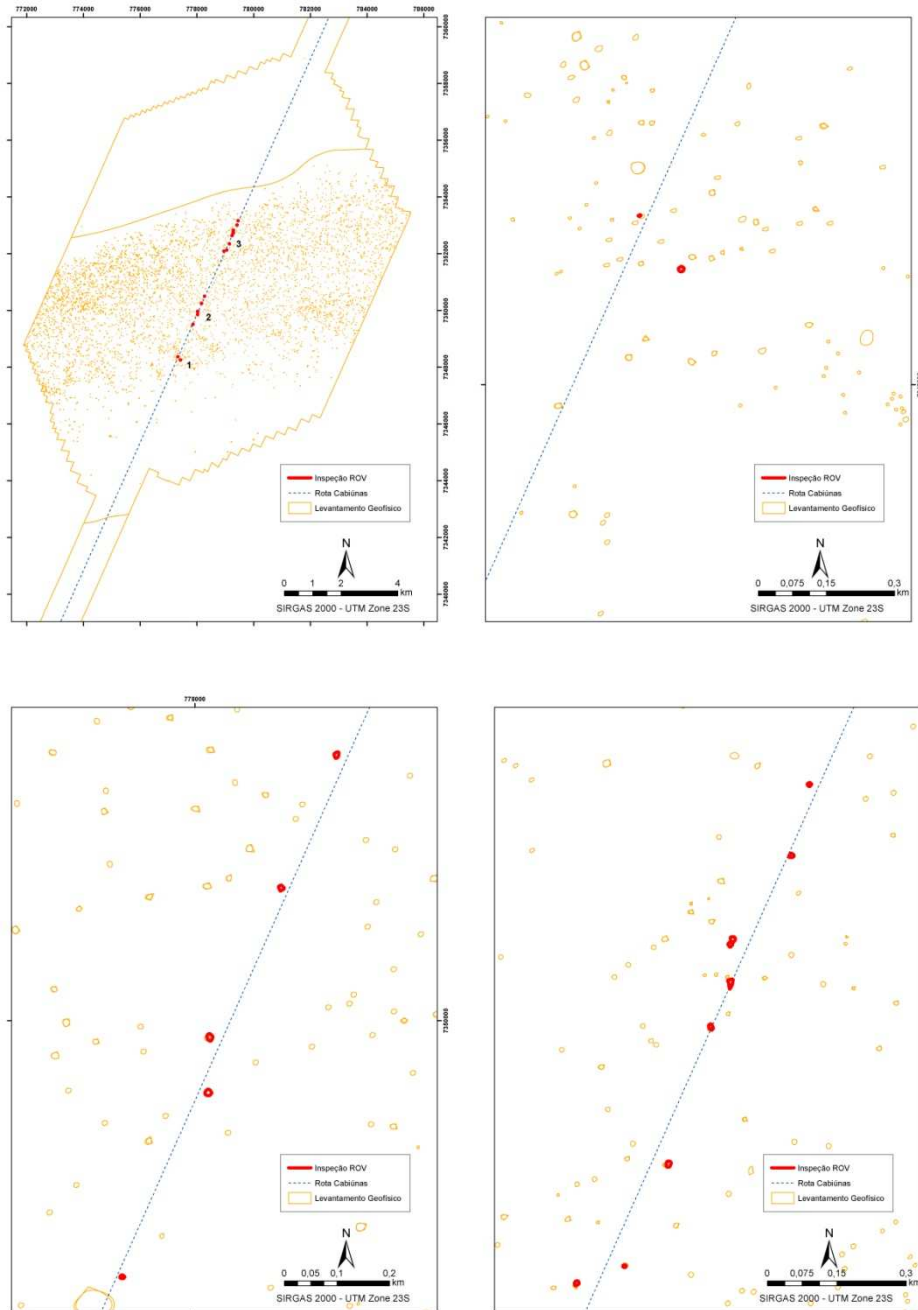 772000 774000 776000 778000 780000 782000 784000 786000
7360000
7358000
7356000
7354000
7352000
7350000
7348000
7346000
7344000
7342000
7340000
3
2
1
Inspeção ROV
Rota Cabiúnas
Levantamento Geofísico
N
0 1 2 4
km
SIRGAS 2000 - UTM Zone 23S
Inspeção ROV
Rota Cabiúnas
Levantamento Geofísico
N
0 0,075 0,15 0,3
km
SIRGAS 2000 - UTM Zone 23S
778000
7350000
Inspeção ROV
Rota Cabiúnas
Levantamento Geofísico
N
0 0,05 0,1 0,2
km
SIRGAS 2000 - UTM Zone 23S
Inspeção ROV
Rota Cabiúnas
Levantamento Geofísico
N
0 0,075 0,15 0,3
km
SIRGAS 2000 - UTM Zone 23S